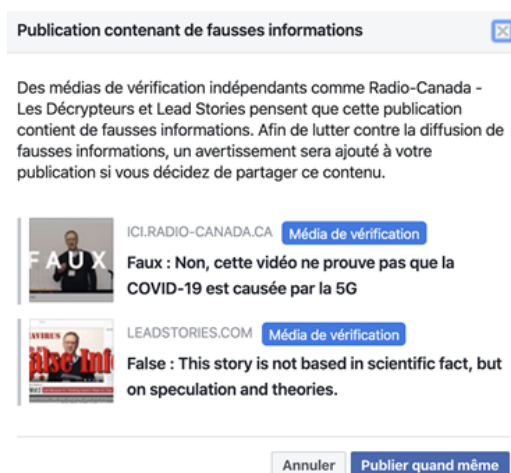 Publication contenant de fausses informations
Des médias de vérification indépendants comme Radio-Canada -
Les Décrypteurs et Lead Stories pensent que cette publication
contient de fausses informations. Afin de lutter contre la diffusion de
fausses informations, un avertissement sera ajouté à votre
publication si vous décidez de partager ce contenu.
FAUX
ICI.RADIO-CANADA.CA Média de vérification
Faux : Non, cette vidéo ne prouve pas que la
COVID-19 est causée par la 5G
LEADSTORIES.COM Média de vérification
False : This story is not based in scientific fact, but
on speculation and theories.
Annuler Publier quand même